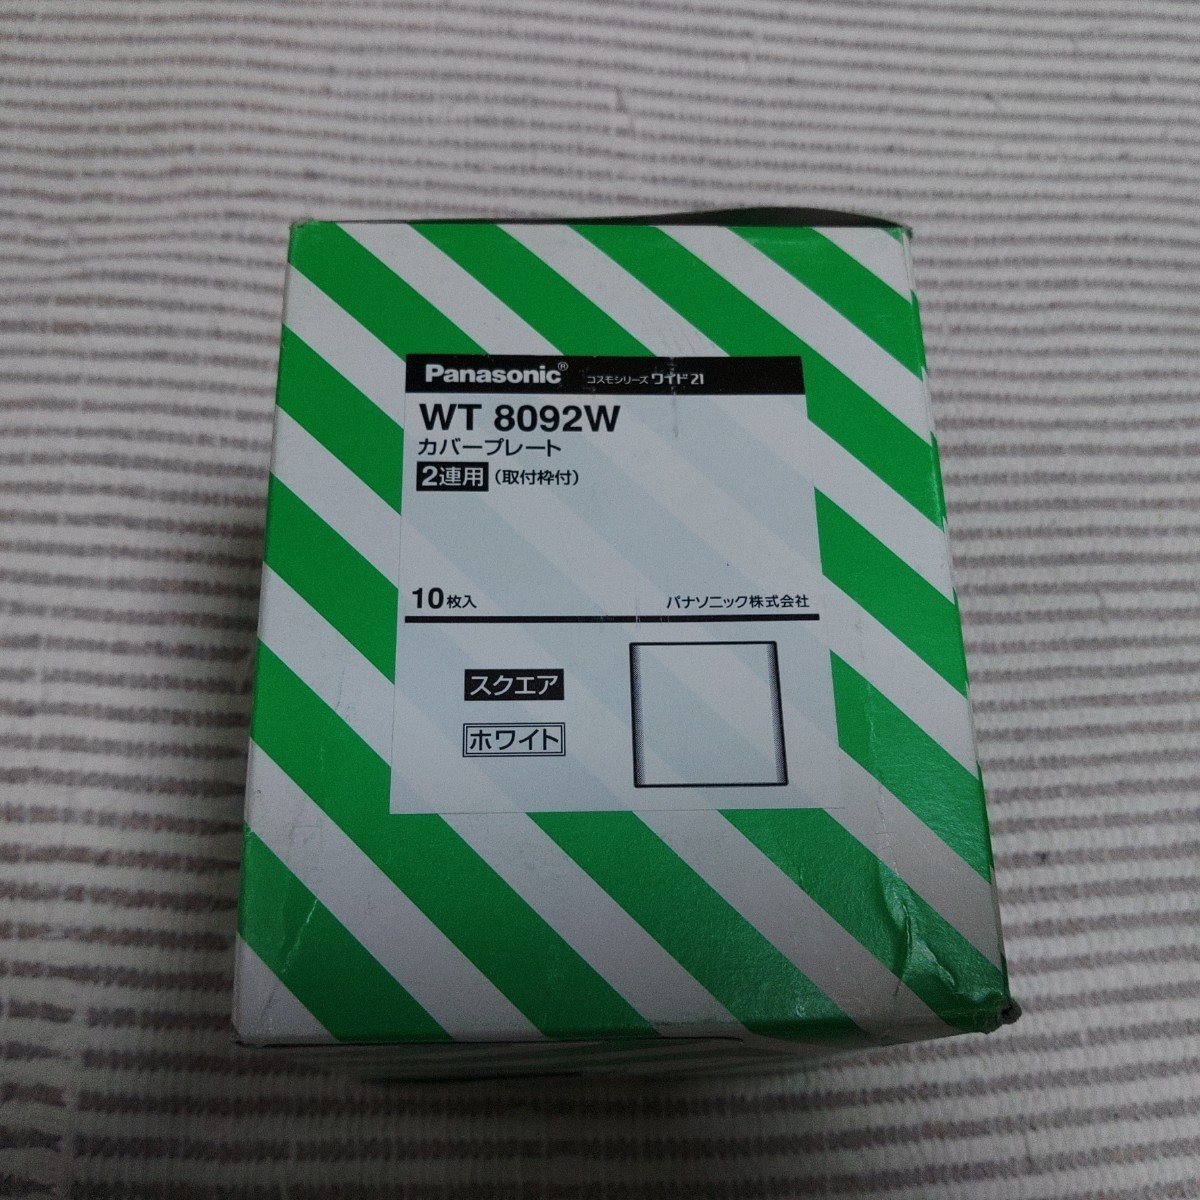 Panasonic® コスモシリーズ ワイド21
WT 8092W
カバープレート
2連用 (取付枠付)
10枚入 パナソニック株式会社
スクエア
ホワイト